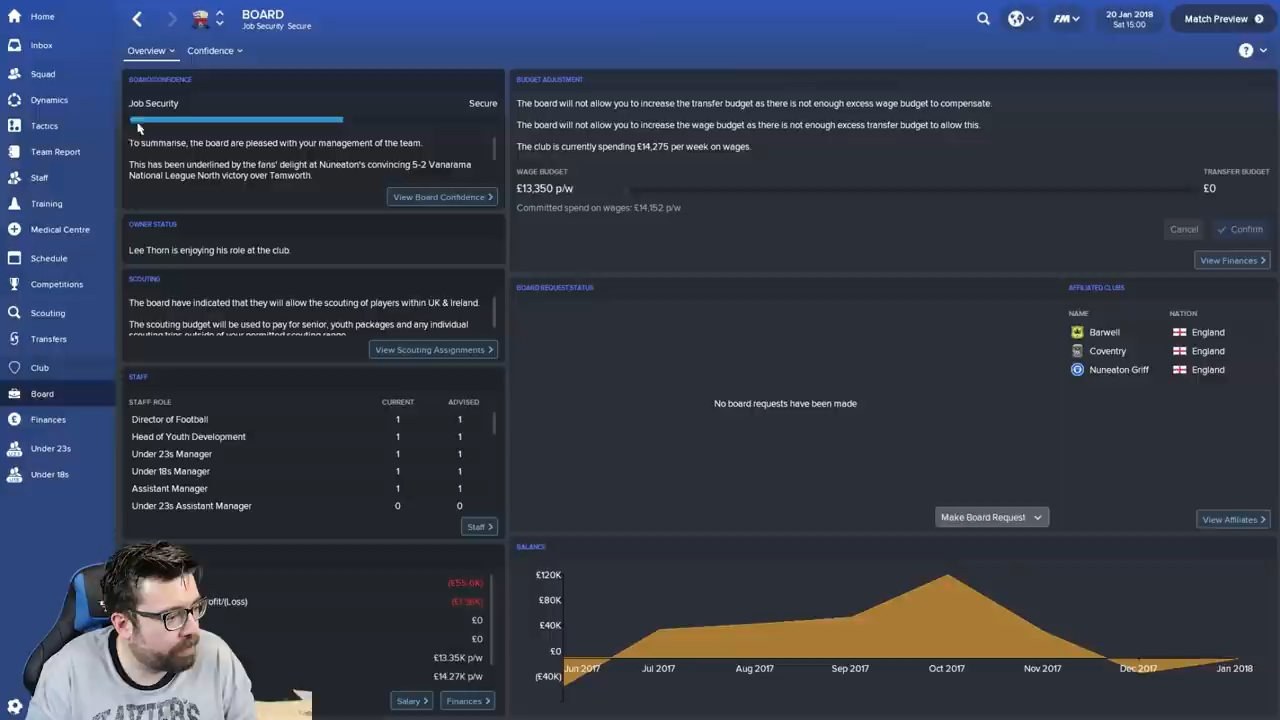 Home
Inbox
Squad
Dynamics
Tactics
Team Report
Staff
Training
Medical Centre
Schedule
Competitions
Scouting
Transfers
Club
Board
Finances
Under 23s
Under 18s
BOARD
Job Security Secure
FM
20 Jan 2018
Sat 15:00
Match Preview
Overview
Confidence
?
BOARD CONFIDENCE
Job Security Secure
To summarise, the board are pleased with your management of the team.
This has been underlined by the fans' delight at Nuneaton's convincing 5-2 Vanarama
National League North victory over Tamworth.
View Board Confidence
OWNER STATUS
Lee Thorn is enjoying his role at the club.
SCOUTING
The board have indicated that they will allow the scouting of players within UK & Ireland.
The scouting budget will be used to pay for senior, youth packages and any individual
scouting trips outside of your permitted scouting range.
View Scouting Assignments
STAFF
STAFF ROLE CURRENT ADVISED
Director of Football 1 1
Head of Youth Development 1 1
Under 23s Manager 1 1
Under 18s Manager 1 1
Assistant Manager 1 1
Under 23s Assistant Manager 0 0
Staff
ofit/(Loss)
£0
£0
£13.35K p/w
£14.27K p/w
Salary
Finances
BUDGET ADJUSTMENT
The board will not allow you to increase the transfer budget as there is not enough excess wage budget to compensate.
The board will not allow you to increase the wage budget as there is not enough excess transfer budget to allow this.
The club is currently spending £14,275 per week on wages.
WAGE BUDGET TRANSFER BUDGET
£13,350 p/w £0
Committed spend on wages: £14,152 p/w
Cancel
Confirm
View Finances
BOARD REQUEST STATUS
No board requests have been made
Make Board Request
AFFILIATED CLUBS
NAME NATION
Barwell England
Coventry England
Nuneaton Griff England
View Affiliates
BALANCE
£120K
£80K
£40K
£0
(£40K)
Jun 2017 Jul 2017 Aug 2017 Sep 2017 Oct 2017 Nov 2017 Dec 2017 Jan 2018